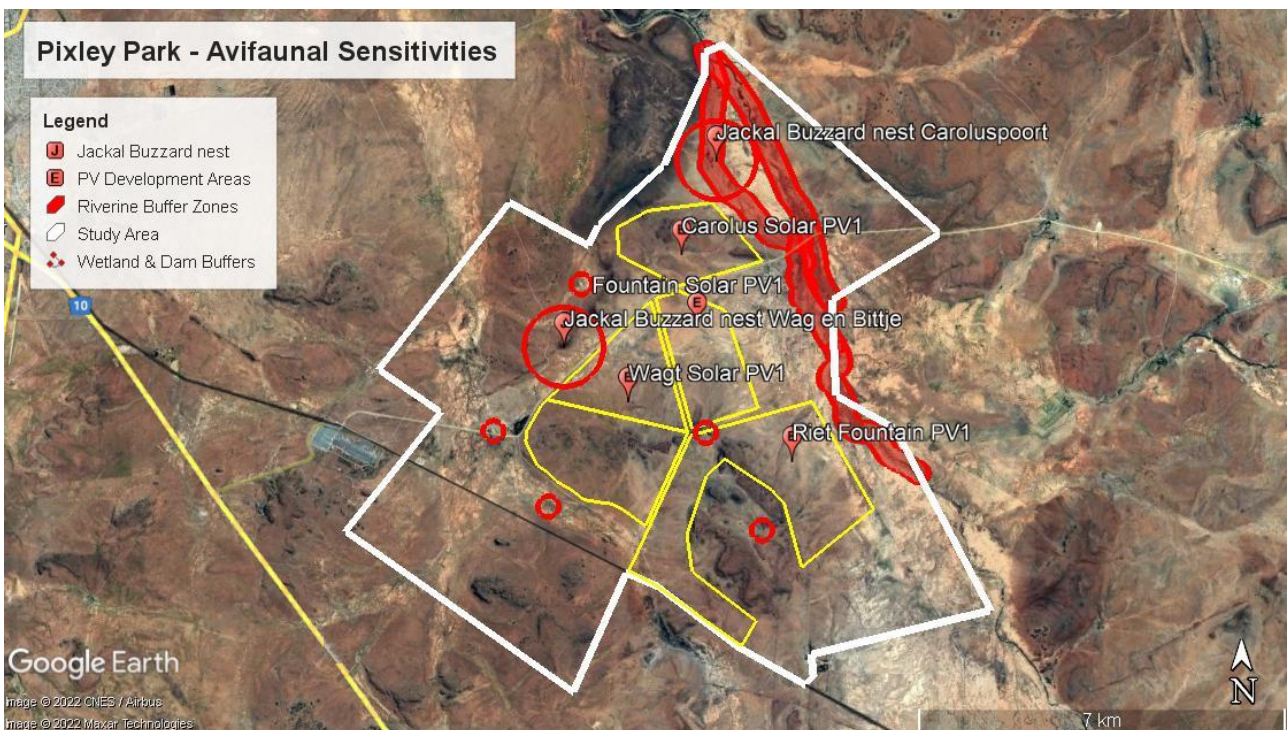 Pixley Park - Avifaunal Sensitivities
Legend
J Jackal Buzzard nest
E PV Development Areas
Riverine Buffer Zones
Study Area
Wetland & Dam Buffers
Jackal Buzzard nest Caroluspoort
Carolus Solar PV1
Fountain Solar PV1
E
Jackal Buzzard nest Wag en Bittje
Wagt Solar PV1
Riet Fountain PV1
10
Google Earth
Image © 2022 CNES / Airbus
Image © 2022 Maxar Technologies
N
7 km